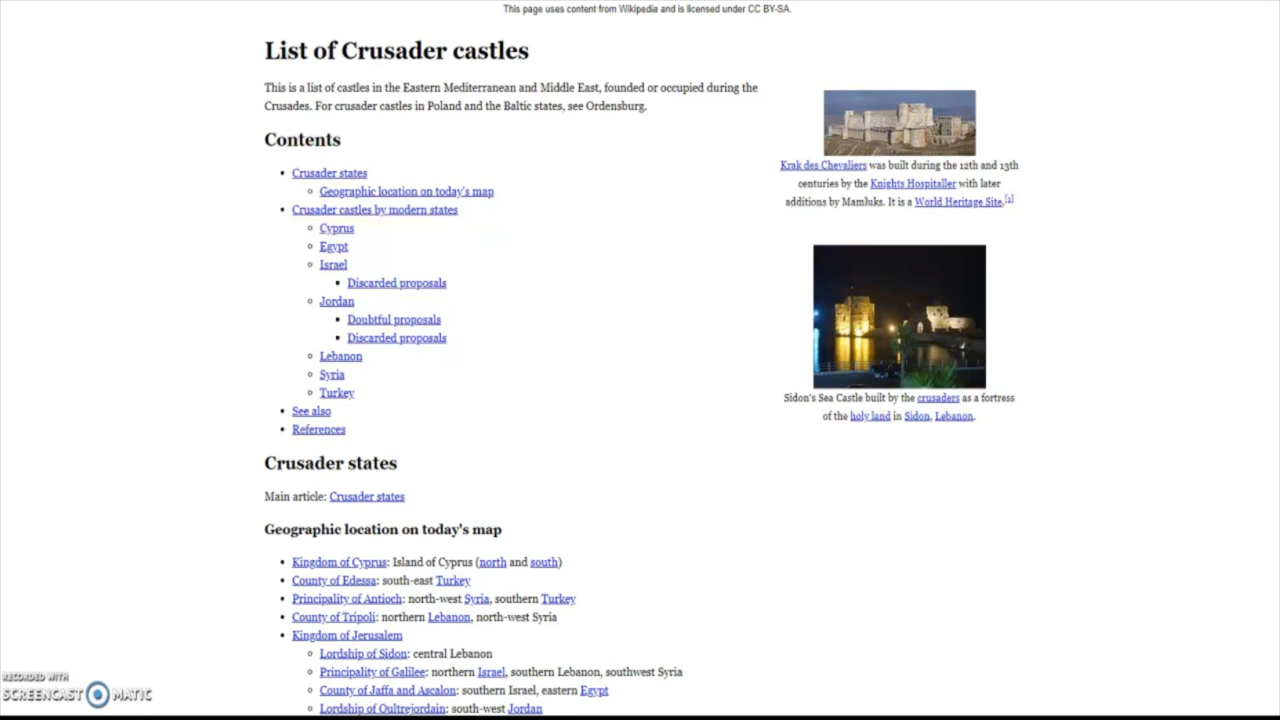 This page uses content from Wikipedia and is licensed under CC BY-SA.
List of Crusader castles
This is a list of castles in the Eastern Mediterranean and Middle East, founded or occupied during the
Crusades. For crusader castles in Poland and the Baltic states, see Ordensburg.
Contents
Crusader states
Geographic location on today's map
Crusader castles by modern states
Cyprus
Egypt
Israel
Discarded proposals
Jordan
Doubtful proposals
Discarded proposals
Lebanon
Syria
Turkey
See also
References
Krak des Chevaliers was built during the 12th and 13th
centuries by the Knights Hospitaller with later
additions by Mamluks. It is a World Heritage Site.[1]
Sidon's Sea Castle built by the crusaders as a fortress
of the holy land in Sidon, Lebanon.
Crusader states
Main article: Crusader states
Geographic location on today's map
Kingdom of Cyprus: Island of Cyprus (north and south)
County of Edessa: south-east Turkey
Principality of Antioch: north-west Syria, southern Turkey
County of Tripoli: northern Lebanon, north-west Syria
Kingdom of Jerusalem
Lordship of Sidon: central Lebanon
Principality of Galilee: northern Israel, southern Lebanon, southwest Syria
County of Jaffa and Ascalon: southern Israel, eastern Egypt
Lordship of Oultrejordain: south-west Jordan
RECORDED WITH
SCREENCAST MATIC